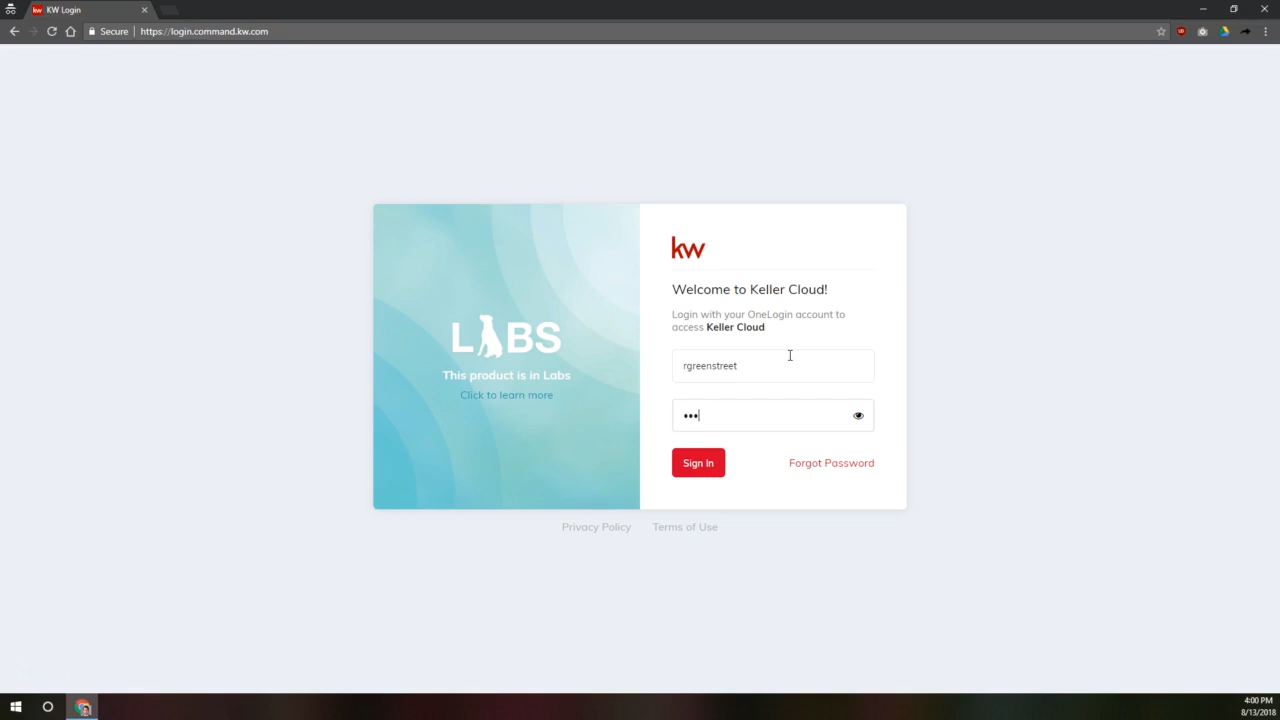 KW Login
Secure
https://login.command.kw.com
kw
Welcome to Keller Cloud!
Login with your OneLogin account to
access Keller Cloud
rgreenstreet
•••
Sign In
Forgot Password
LABS
This product is in Labs
Click to learn more
Privacy Policy
Terms of Use
4:00 PM
8/13/2018